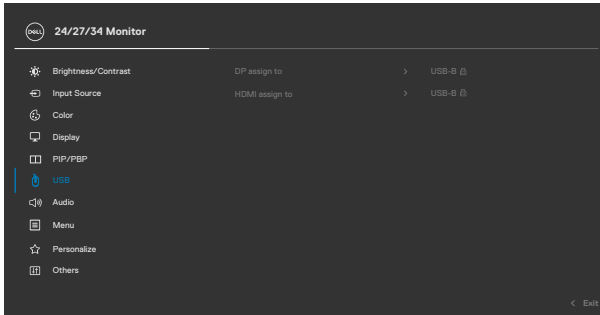 DELL 24/27/34 Monitor
Brightness/Contrast DP assign to > USB-B
Input Source HDMI assign to > USB-B
Color
Display
PIP/PBP
USB
Audio
Menu
Personalize
Others
< Exit